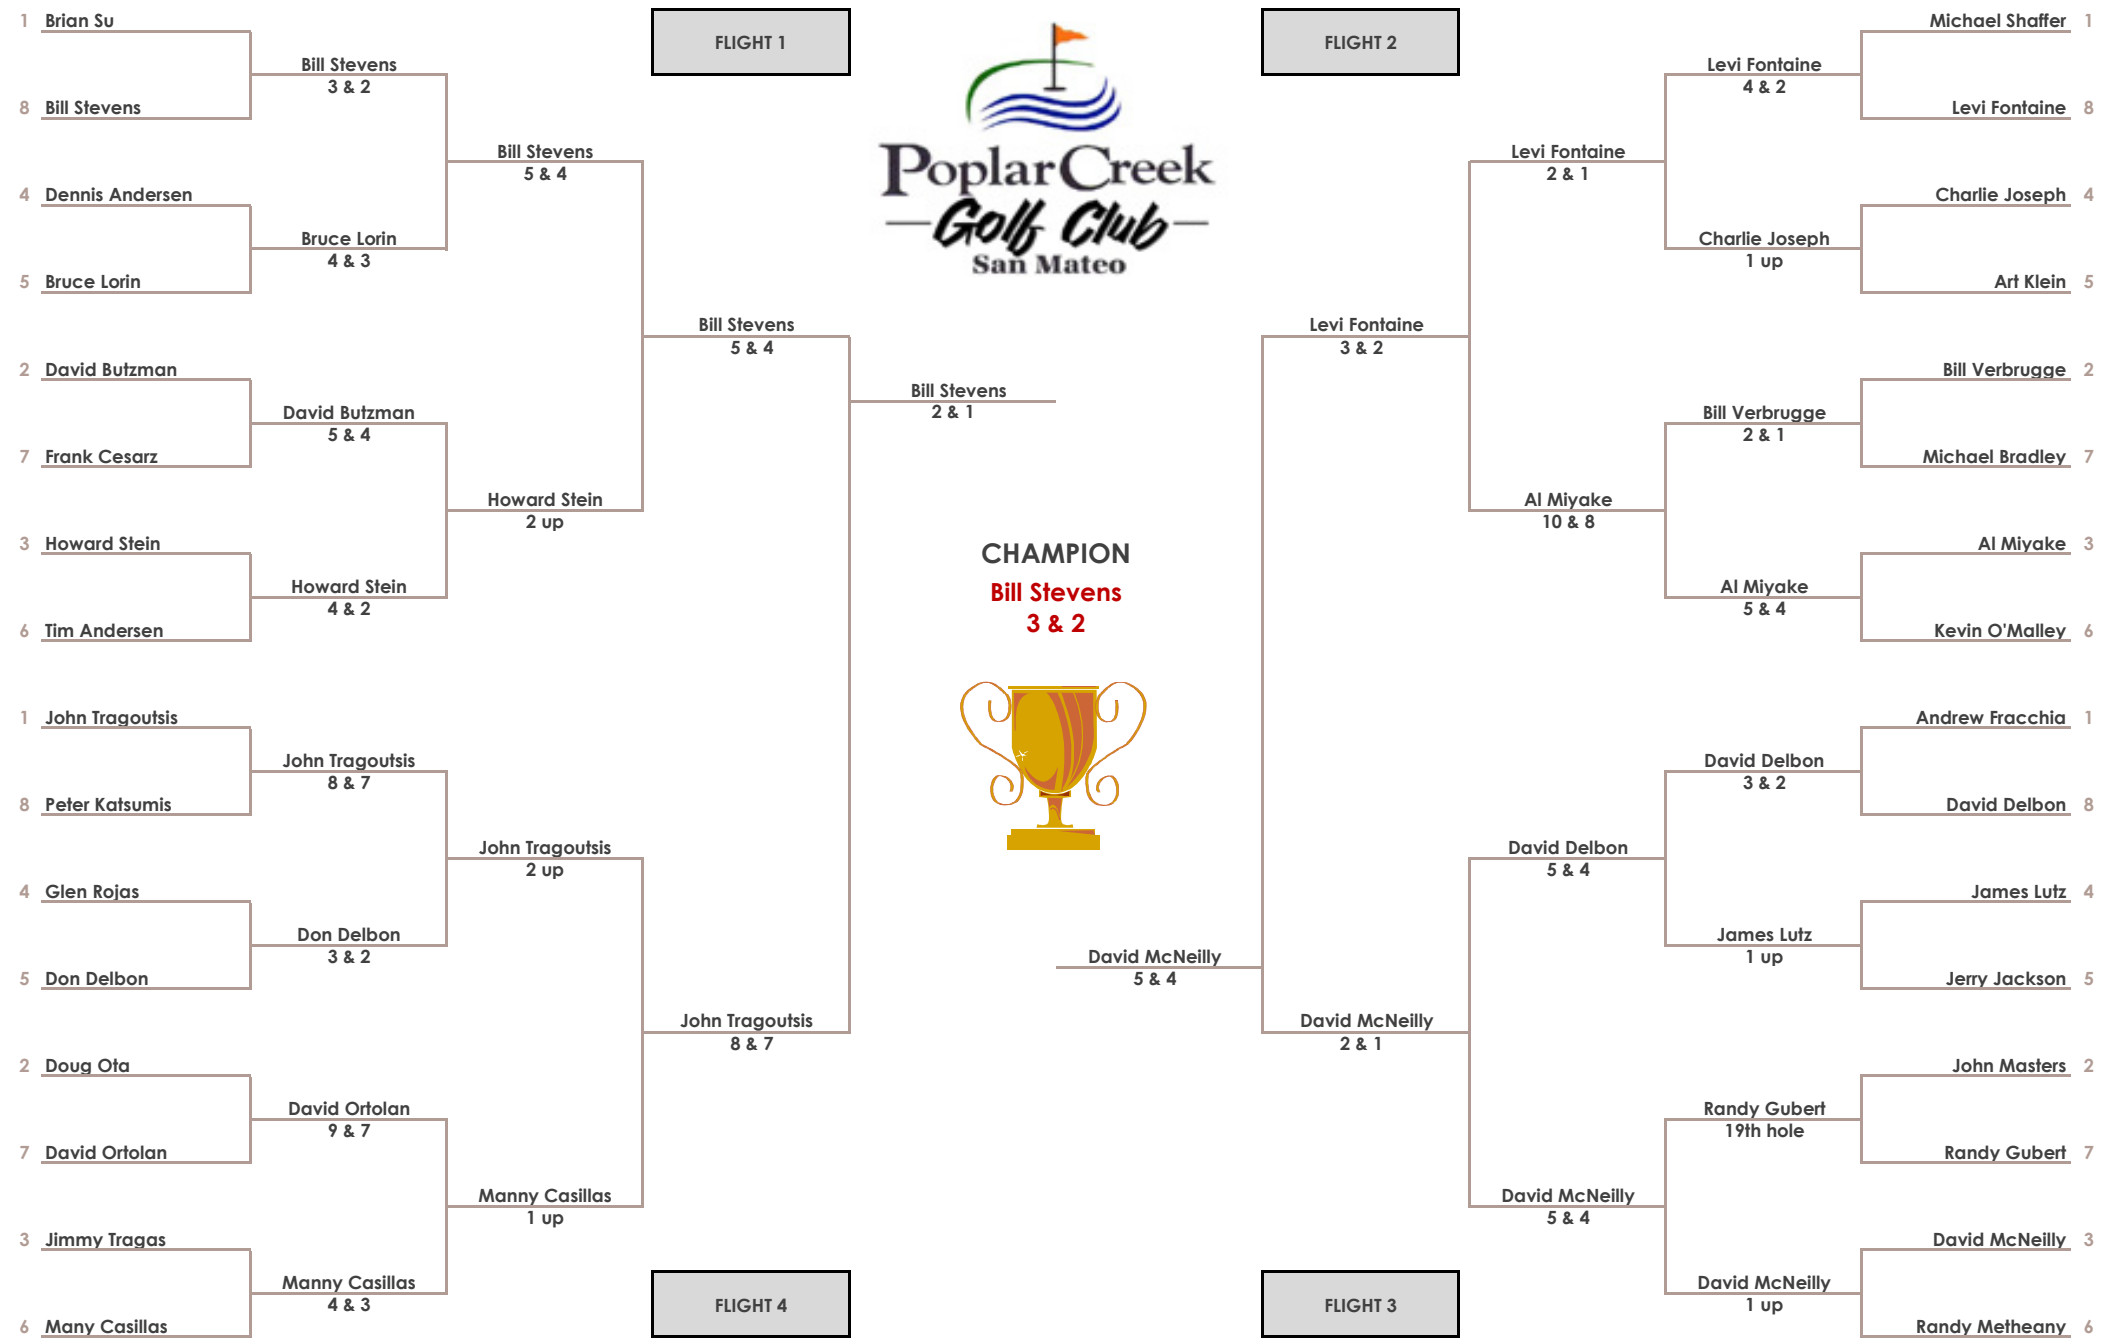 FLIGHT 1
FLIGHT 2
Poplar Creek
Golf Club
San Mateo
1 Brian Su
8 Bill Stevens
4 Dennis Andersen
5 Bruce Lorin
2 David Butzman
7 Frank Cesarz
3 Howard Stein
6 Tim Andersen
1 John Tragoutsis
8 Peter Katsumis
4 Glen Rojas
5 Don Delbon
2 Doug Ota
7 David Ortolan
3 Jimmy Tragas
6 Many Casillas
Bill Stevens
3 & 2
Bruce Lorin
4 & 3
David Butzman
5 & 4
Howard Stein
4 & 2
John Tragoutsis
8 & 7
Don Delbon
3 & 2
David Ortolan
9 & 7
Manny Casillas
4 & 3
Bill Stevens
5 & 4
Howard Stein
2 up
John Tragoutsis
2 up
Manny Casillas
1 up
Bill Stevens
5 & 4
John Tragoutsis
8 & 7
Bill Stevens
2 & 1
CHAMPION
Bill Stevens
3 & 2
David McNeilly
5 & 4
Levi Fontaine
3 & 2
David McNeilly
2 & 1
Levi Fontaine
2 & 1
Al Miyake
10 & 8
David Delbon
5 & 4
David McNeilly
5 & 4
Levi Fontaine
4 & 2
Charlie Joseph
1 up
Bill Verbrugge
2 & 1
Al Miyake
5 & 4
David Delbon
3 & 2
James Lutz
1 up
Randy Gubert
19th hole
David McNeilly
1 up
Michael Shaffer 1
Levi Fontaine 8
Charlie Joseph 4
Art Klein 5
Bill Verbrugge 2
Michael Bradley 7
Al Miyake 3
Kevin O'Malley 6
Andrew Fracchia 1
David Delbon 8
James Lutz 4
Jerry Jackson 5
John Masters 2
Randy Gubert 7
David McNeilly 3
Randy Metheany 6
FLIGHT 4
FLIGHT 3